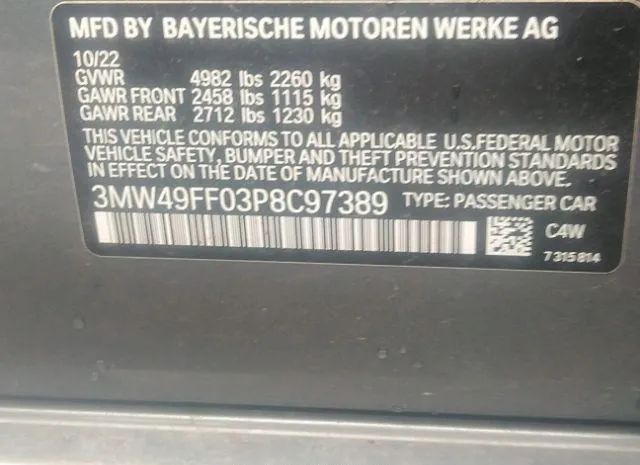 MFD BY BAYERISCHE MOTOREN WERKE AG
10/22
GVWR 4982 lbs 2260 kg
GAWR FRONT 2458 lbs 1115 kg
GAWR REAR 2712 lbs 1230 kg
THIS VEHICLE CONFORMS TO ALL APPLICABLE U.S.FEDERAL MOTOR
VEHICLE SAFETY, BUMPER AND THEFT PREVENTION STANDARDS
IN EFFECT ON THE DATE OF MANUFACTURE SHOWN ABOVE.
3MW49FF03P8C97389 TYPE: PASSENGER CAR
C4W
7315814